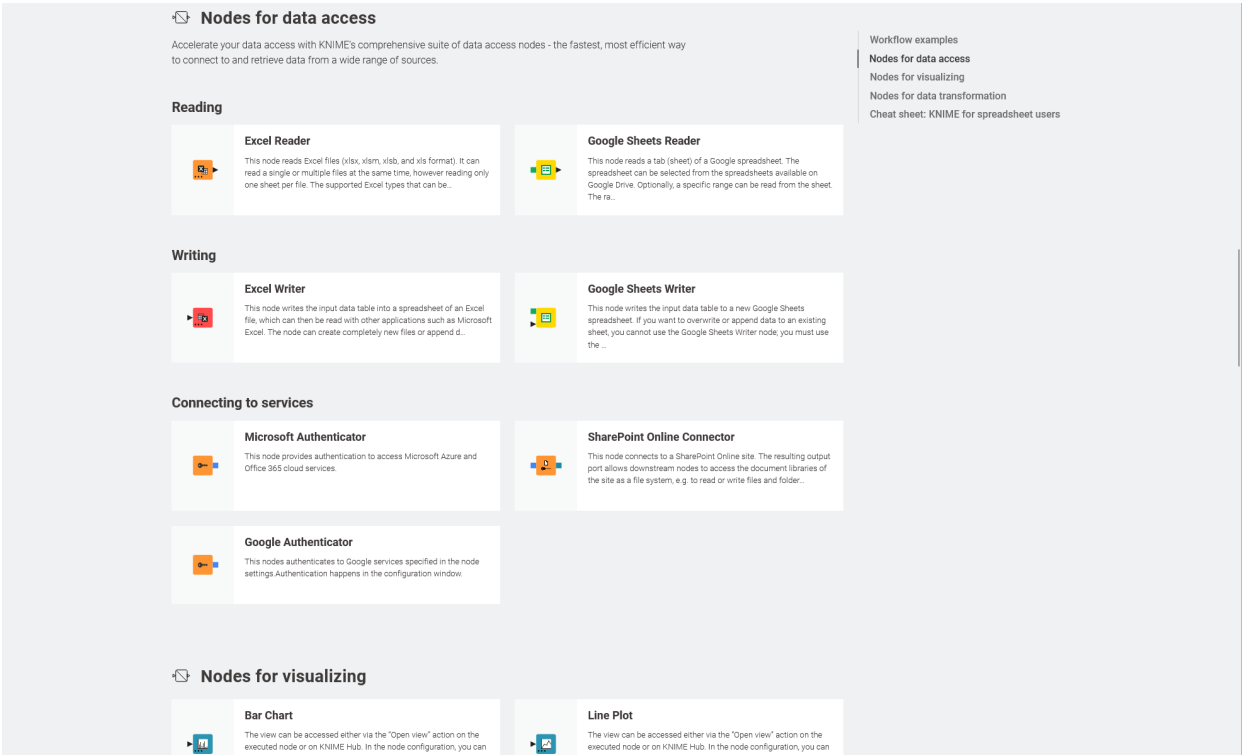 Nodes for data access
Accelerate your data access with KNIME's comprehensive suite of data access nodes - the fastest, most efficient way
to connect to and retrieve data from a wide range of sources.
Workflow examples
Nodes for data access
Nodes for visualizing
Nodes for data transformation
Cheat sheet: KNIME for spreadsheet users
Reading
Excel Reader
This node reads Excel files (xlsx, xlsm, xlsb, and xls format). It can
read a single or multiple files at the same time, however reading only
one sheet per file. The supported Excel types that can be…
Google Sheets Reader
This node reads a tab (sheet) of a Google spreadsheet. The
spreadsheet can be selected from the spreadsheets available on
Google Drive. Optionally, a specific range can be read from the sheet.
The ra…
Writing
Excel Writer
This node writes the input data table into a spreadsheet of an Excel
file, which can then be read with other applications such as Microsoft
Excel. The node can create completely new files or append d…
Google Sheets Writer
This node writes the input data table to a new Google Sheets
spreadsheet. If you want to overwrite or append data to an existing
sheet, you cannot use the Google Sheets Writer node; you must use
the …
Connecting to services
Microsoft Authenticator
This node provides authentication to access Microsoft Azure and
Office 365 cloud services.
SharePoint Online Connector
This node connects to a SharePoint Online site. The resulting output
port allows downstream nodes to access the document libraries of
the site as a file system, e.g. to read or write files and folder…
Google Authenticator
This nodes authenticates to Google services specified in the node
settings.Authentication happens in the configuration window.
Nodes for visualizing
Bar Chart
The view can be accessed either via the "Open view" action on the
executed node or on KNIME Hub. In the node configuration, you can
Line Plot
The view can be accessed either via the "Open view" action on the
executed node or on KNIME Hub. In the node configuration, you can